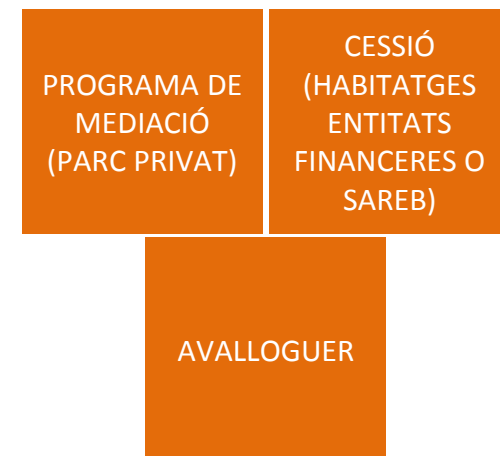 PROGRAMA DE
MEDIACIÓ
(PARC PRIVAT)
CESSIÓ
(HABITATGES
ENTITATS
FINANCERES O
SAREB)
AVALLOGUER